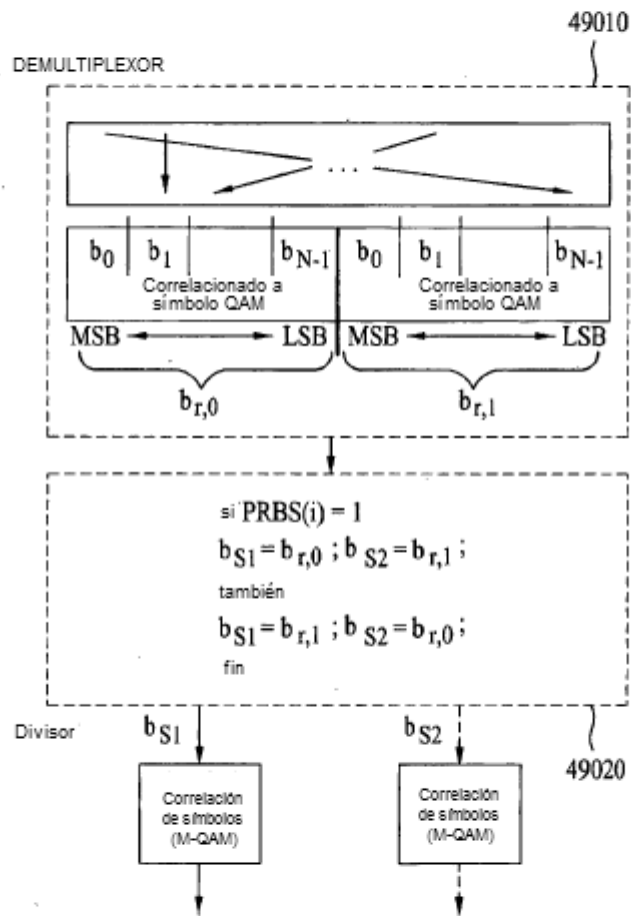 49010
DEMULTIPLEXOR
...
b0 b1 bN-1 b0 b1 bN-1
Correlacionado a
símbolo QAM
Correlacionado a
símbolo QAM
MSB LSB MSB LSB
br,0 br,1
si PRBS(i) = 1
bS1 = br,0 ; bS2 = br,1 ;
también
bS1 = br,1 ; bS2 = br,0 ;
fin
Divisor bS1 bS2
49020
Correlación
de símbolos
(M-QAM)
Correlación
de símbolos
(M-QAM)